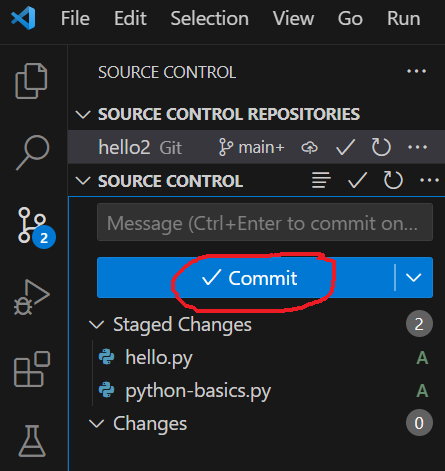 File Edit Selection View Go Run
SOURCE CONTROL
SOURCE CONTROL REPOSITORIES
hello2 Git main+
SOURCE CONTROL
2
Message (Ctrl+Enter to commit on...
Commit
Staged Changes 2
hello.py A
python-basics.py A
Changes 0